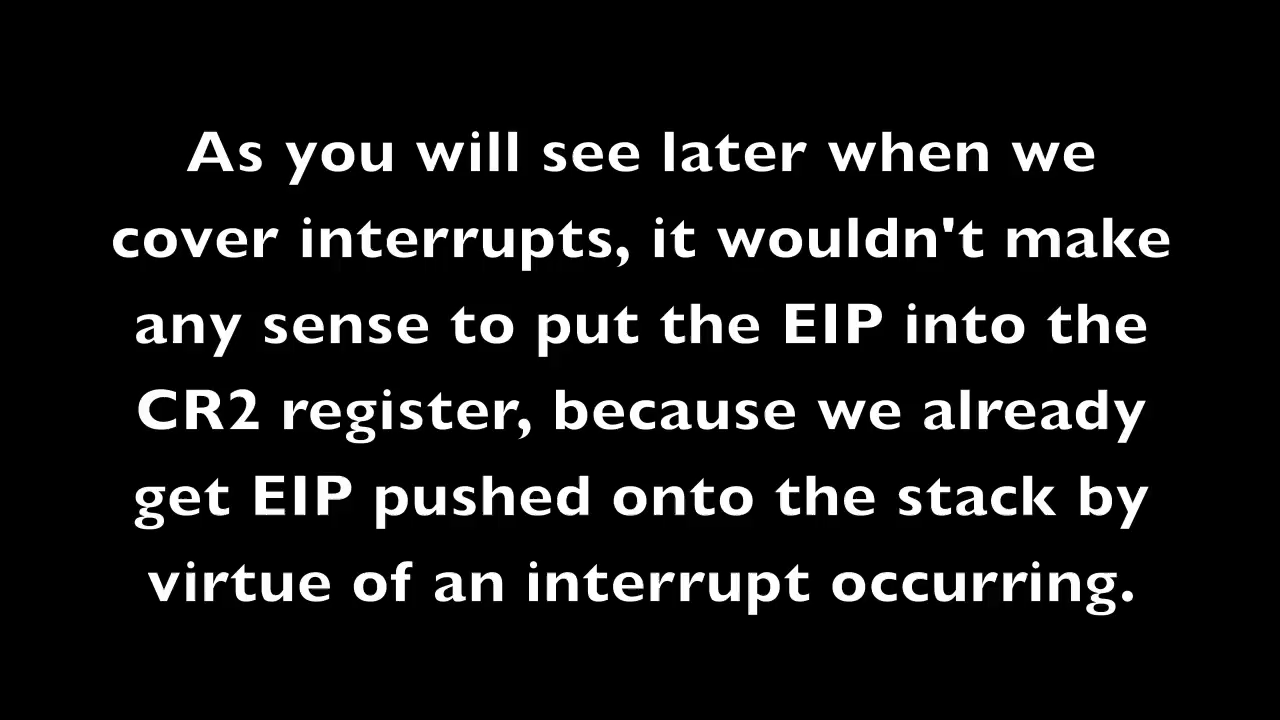 As you will see later when we
cover interrupts, it wouldn't make
any sense to put the EIP into the
CR2 register, because we already
get EIP pushed onto the stack by
virtue of an interrupt occurring.